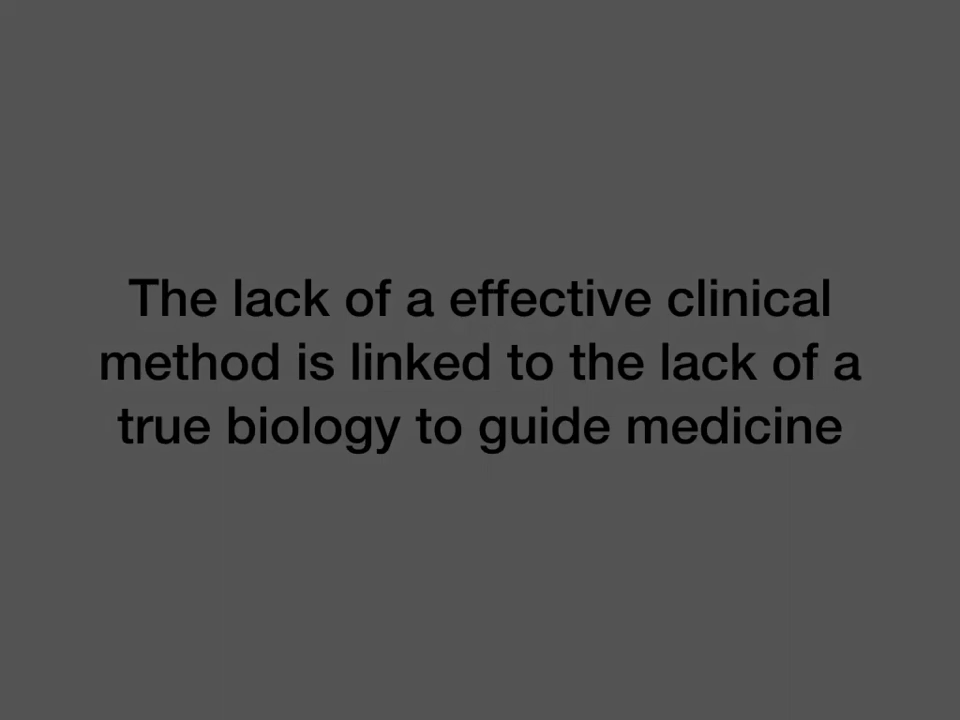 The lack of a effective clinical
method is linked to the lack of a
true biology to guide medicine